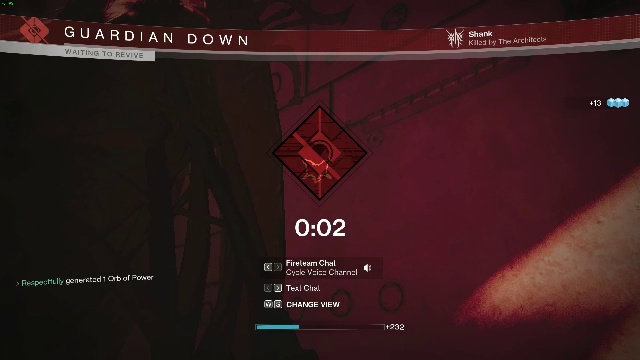 GUARDIAN DOWN
WAITING TO REVIVE
Shank
Killed by The Architects
+13
0:02
Fireteam Chat
Cycle Voice Channel
Text Chat
CHANGE VIEW
> Respectfully generated 1 Orb of Power
+232